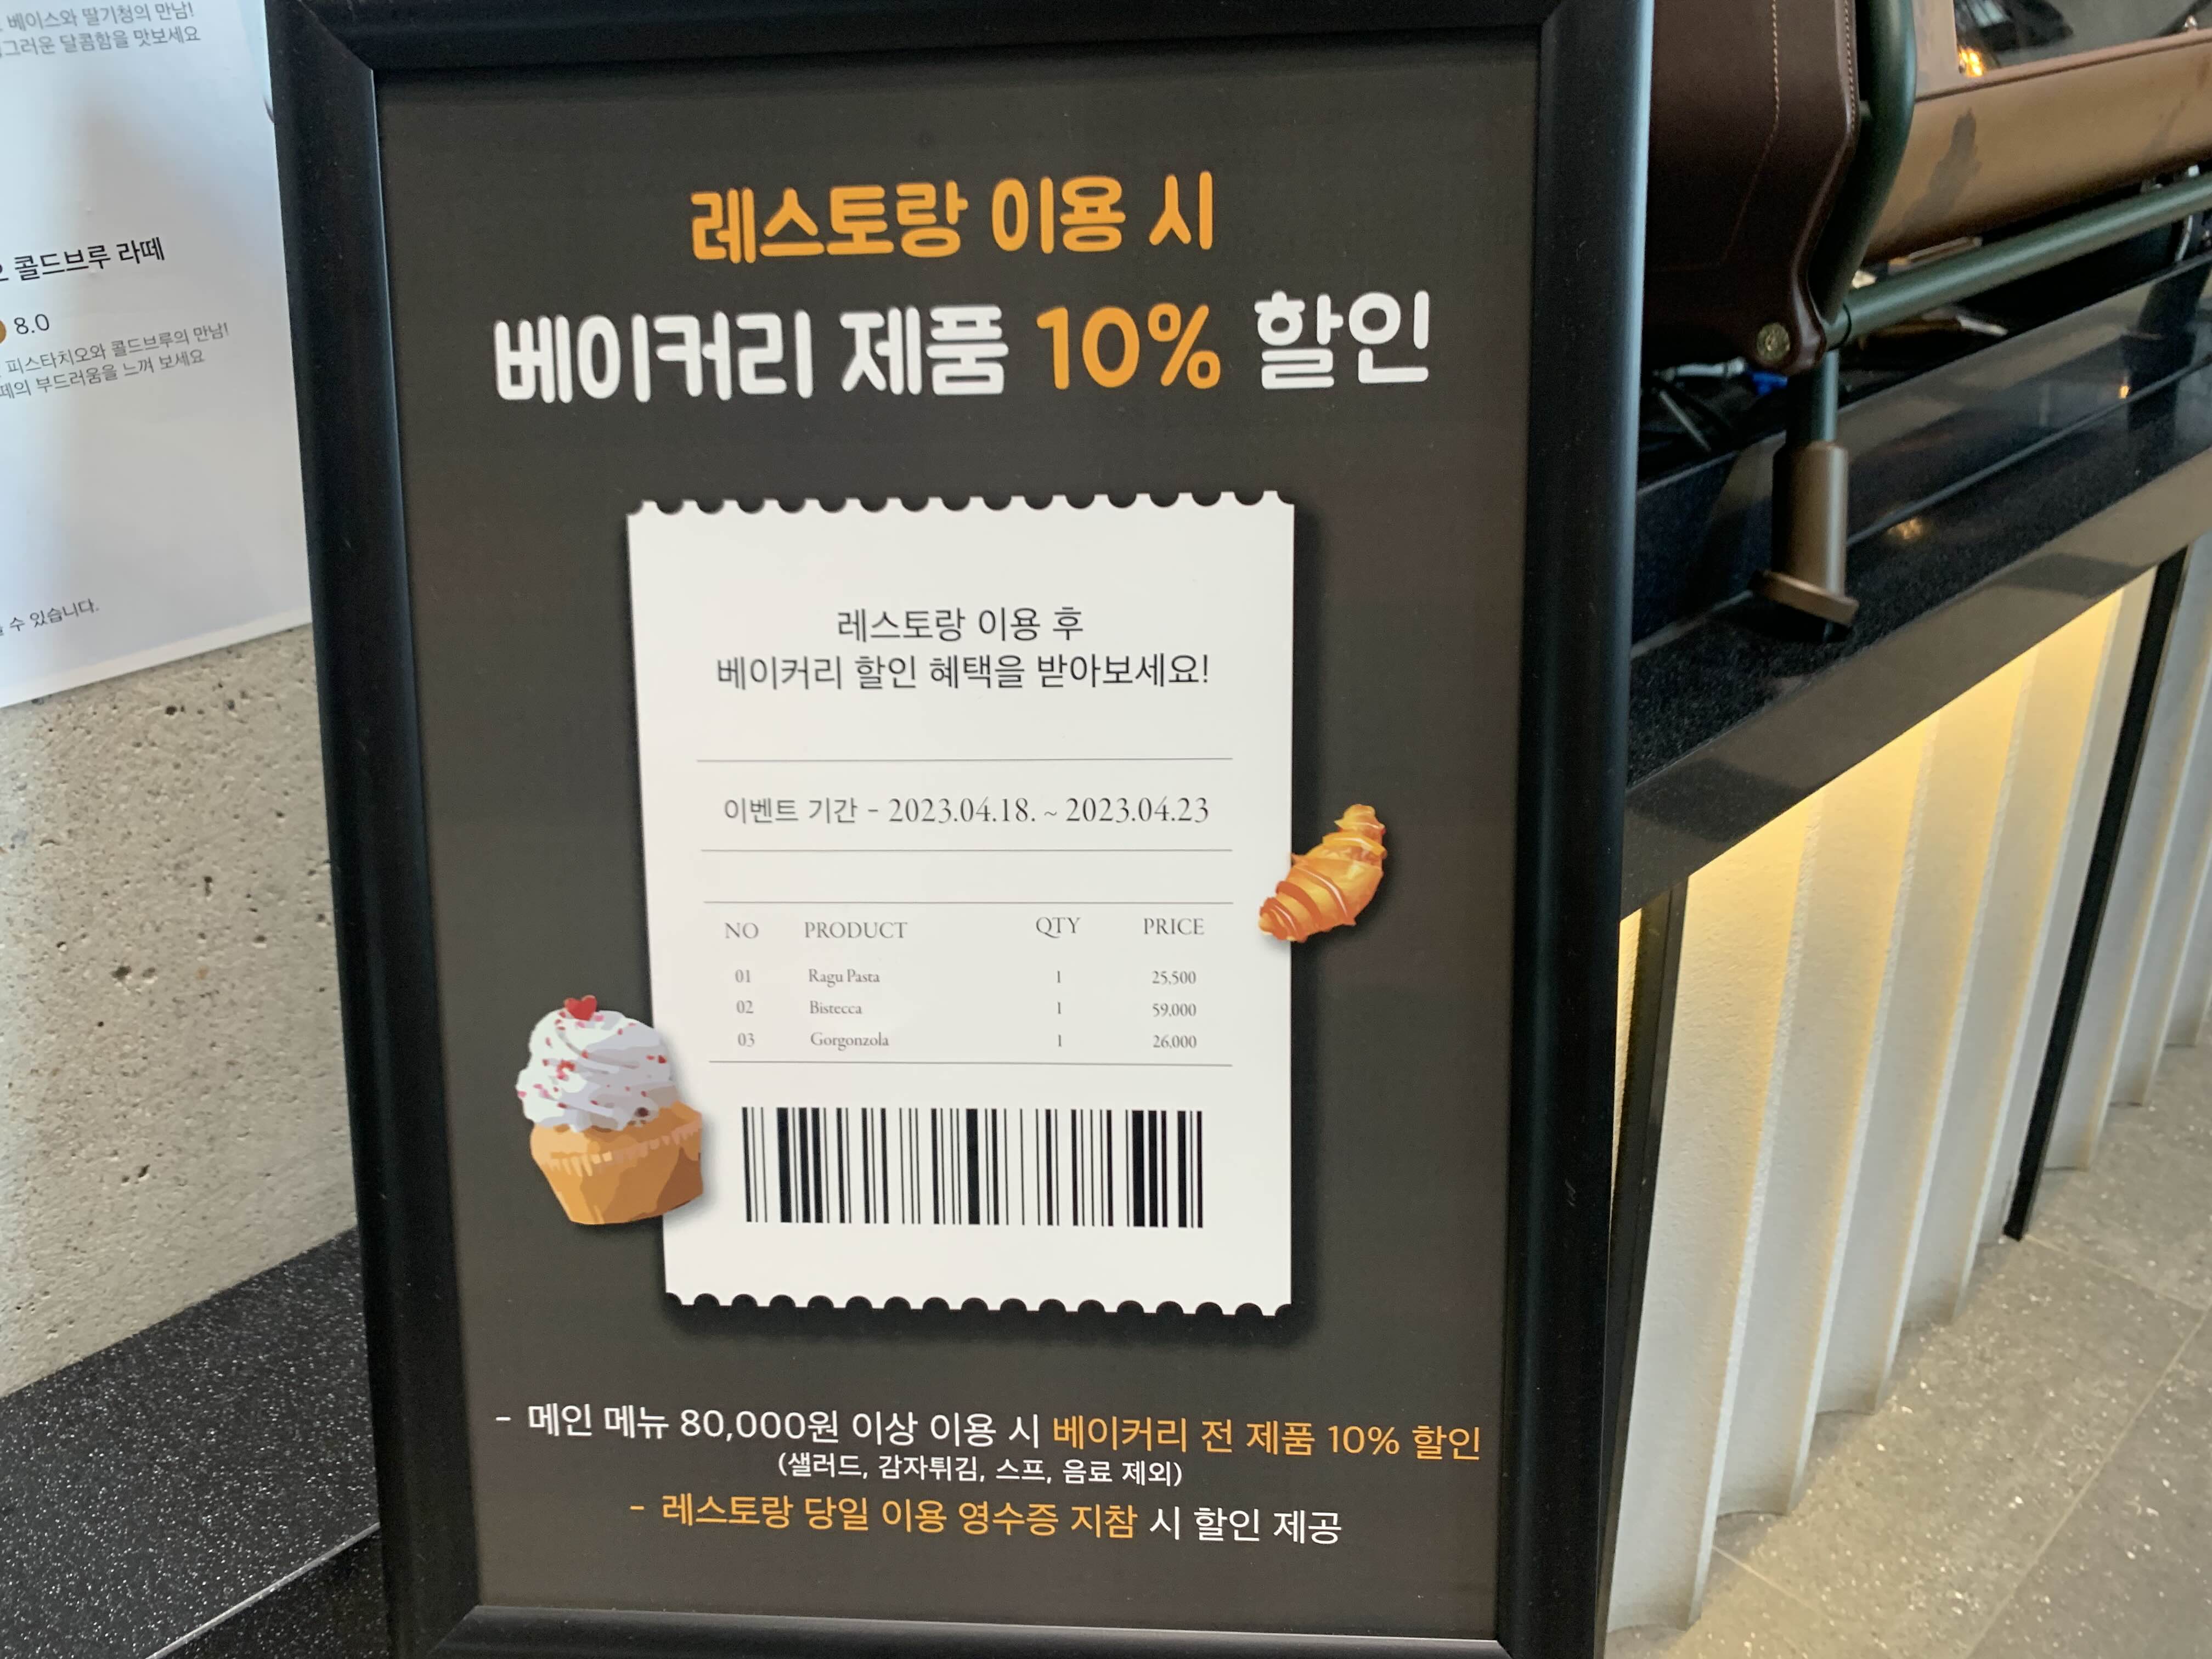 베이스와 딸기청의 만남!
그러운 달콤함을 맛보세요
콜드브루 라떼
8.0
피스타치오와 콜드브루의 만남!
떼의 부드러움을 느껴 보세요
수 있습니다.
레스토랑 이용 시
베이커리 제품 10% 할인
레스토랑 이용 후
베이커리 할인 혜택을 받아보세요!
이벤트 기간 - 2023.04.18. ~ 2023.04.23
NO PRODUCT QTY PRICE
01 Ragu Pasta 1 25,500
02 Bistecca 1 59,000
03 Gorgonzola 1 26,000
- 메인 메뉴 80,000원 이상 이용 시 베이커리 전 제품 10% 할인
(샐러드, 감자튀김, 스프, 음료 제외)
- 레스토랑 당일 이용 영수증 지참 시 할인 제공